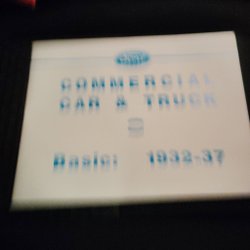 COMMERCIAL
CAR & TRUCK
Basic: 1932-37